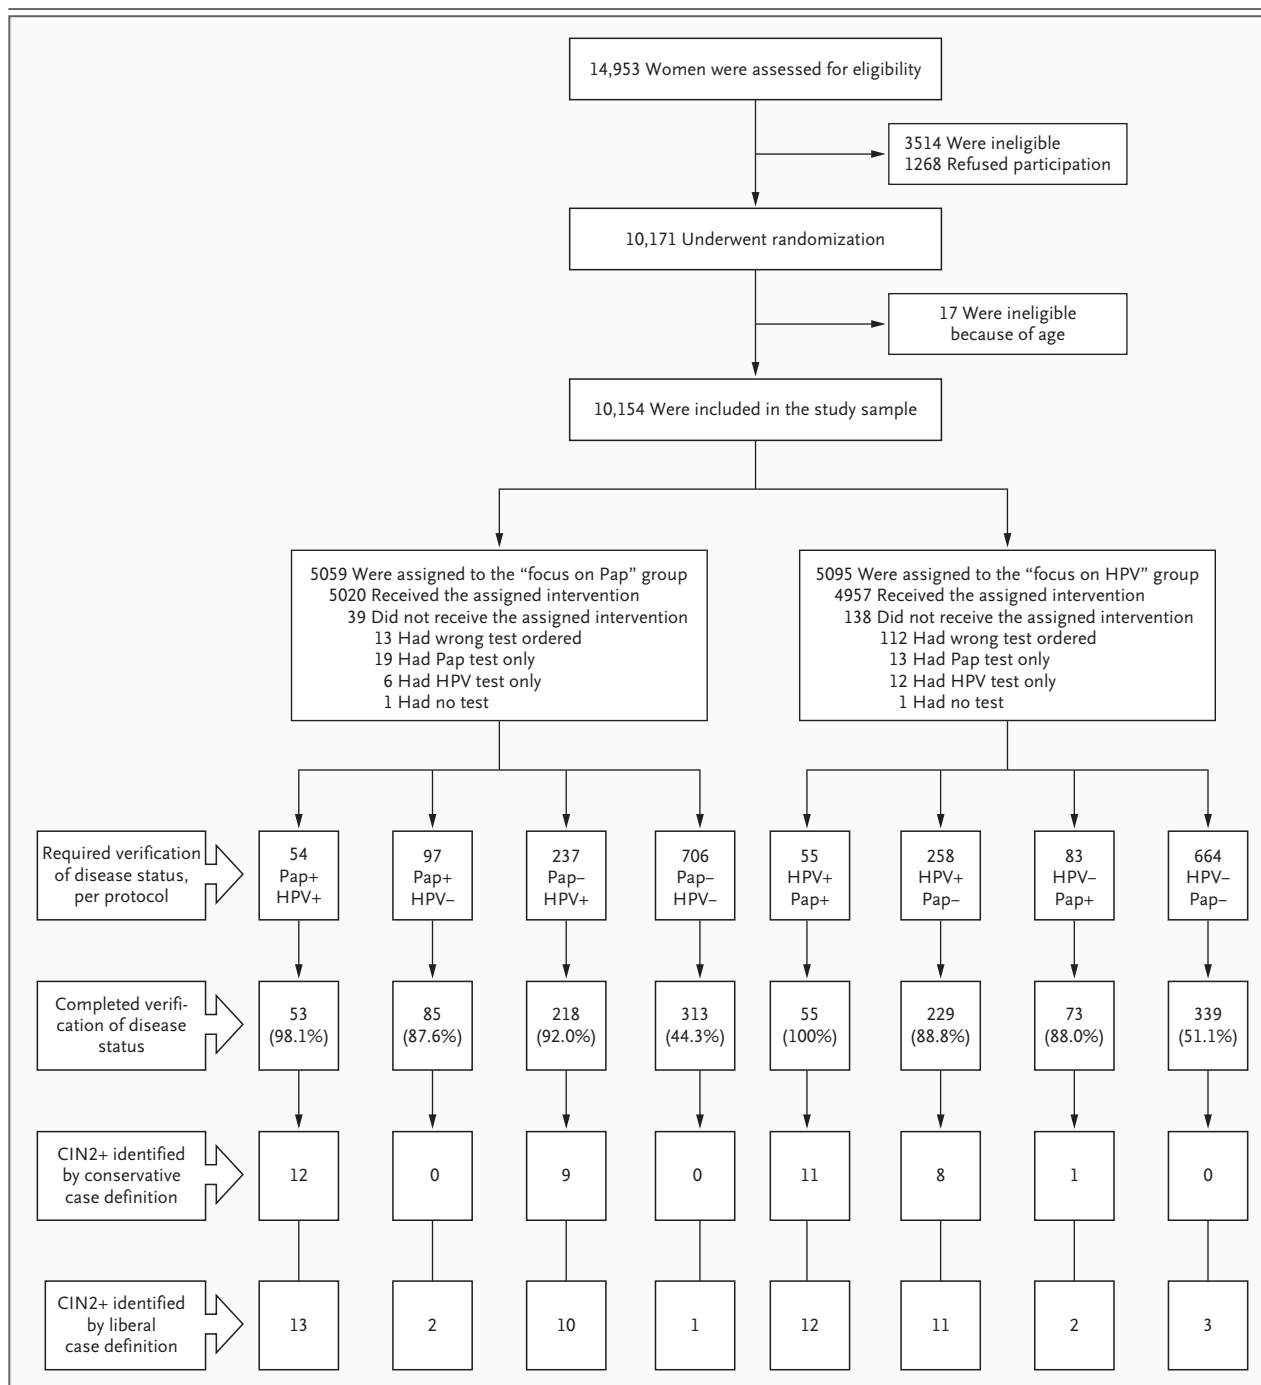 14,953 Women were assessed for eligibility
3514 Were ineligible
1268 Refused participation
10,171 Underwent randomization
17 Were ineligible
because of age
10,154 Were included in the study sample
5059 Were assigned to the “focus on Pap” group
5020 Received the assigned intervention
39 Did not receive the assigned intervention
13 Had wrong test ordered
19 Had Pap test only
6 Had HPV test only
1 Had no test
5095 Were assigned to the “focus on HPV” group
4957 Received the assigned intervention
138 Did not receive the assigned intervention
112 Had wrong test ordered
13 Had Pap test only
12 Had HPV test only
1 Had no test
Required verification
of disease status,
per protocol
54
Pap+
HPV+
97
Pap+
HPV–
237
Pap–
HPV+
706
Pap–
HPV–
55
HPV+
Pap+
258
HPV+
Pap–
83
HPV–
Pap+
664
HPV–
Pap–
Completed verifi-
cation of disease
status
53
(98.1%)
85
(87.6%)
218
(92.0%)
313
(44.3%)
55
(100%)
229
(88.8%)
73
(88.0%)
339
(51.1%)
CIN2+ identified
by conservative
case definition
12
0
9
0
11
8
1
0
CIN2+ identified
by liberal
case definition
13
2
10
1
12
11
2
3